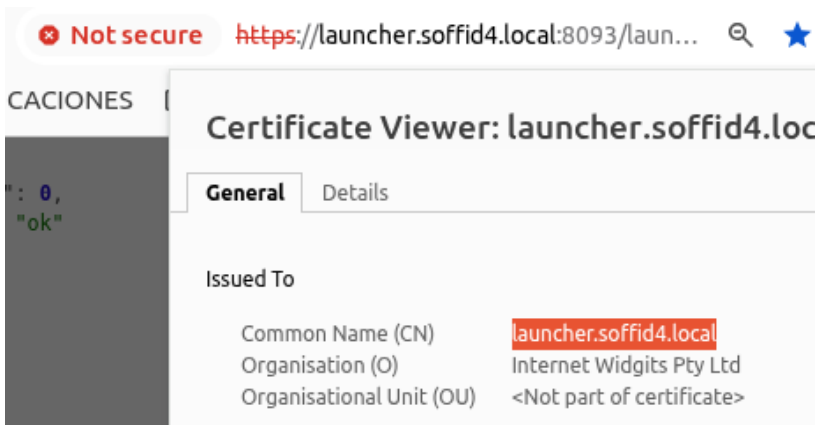 Not secure https://launcher.soffid4.local:8093/laun...
CACIONES
Certificate Viewer: launcher.soffid4.loc
": 0,
"ok"
General Details
Issued To
Common Name (CN) launcher.soffid4.local
Organisation (O) Internet Widgits Pty Ltd
Organisational Unit (OU) <Not part of certificate>